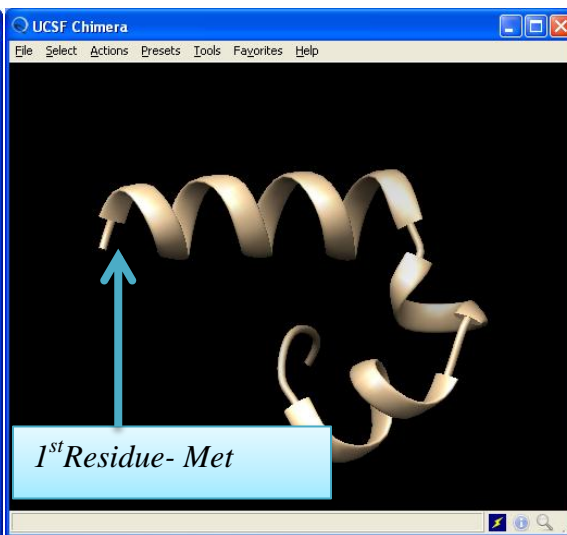 UCSF Chimera
File Select Actions Presets Tools Favorites Help
1stResidue- Met